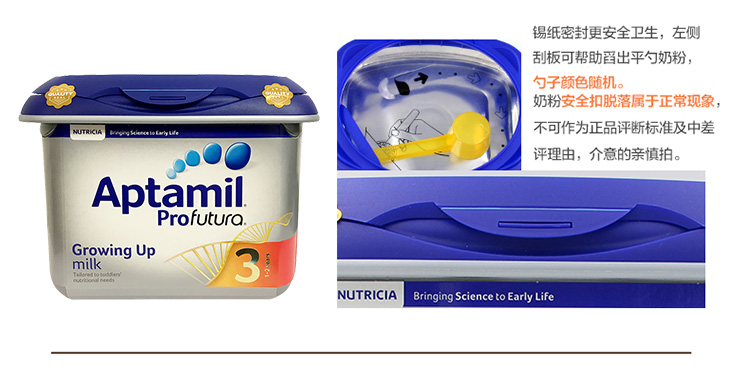 锡纸密封更安全卫生，左侧
刮板可帮助舀出平勺奶粉，
勺子颜色随机。
奶粉安全扣脱落属于正常现象，
不可作为正品评断标准及中差
评理由，介意的亲慎拍。
QUALITY
QUALITY
NUTRICIA Bringing Science to Early Life
Aptamil
Profutura
Growing Up
milk
Tailored to toddlers'
nutritional needs
3
NUTRICIA Bringing Science to Early Life